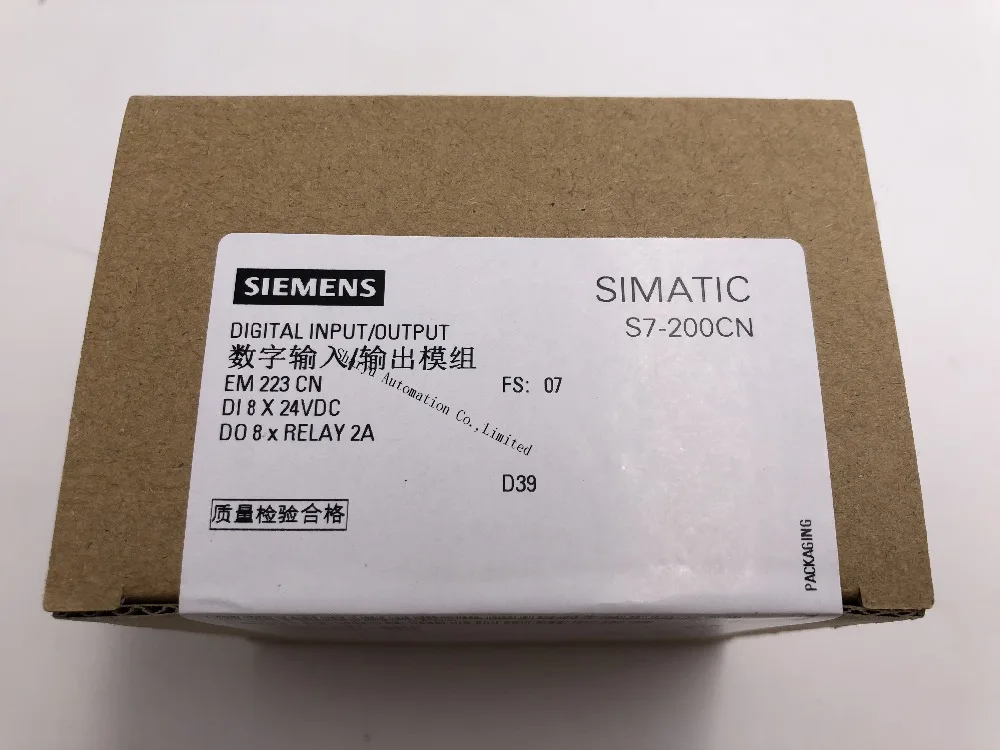 SIEMENS
SIMATIC
S7-200CN
DIGITAL INPUT/OUTPUT
数字输入/输出模组
EM 223 CN
FS: 07
DI 8 X 24VDC
DO 8 x RELAY 2A
Automation Co.,Limited
D39
质量检验合格
PACKAGING